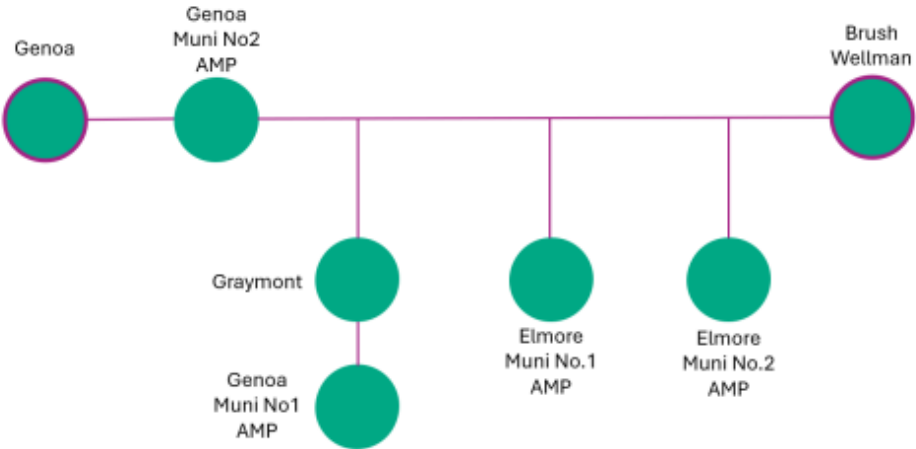 Genoa
Genoa
Muni No2
AMP
Brush
Wellman
Graymont
Genoa
Muni No1
AMP
Elmore
Muni No.1
AMP
Elmore
Muni No.2
AMP